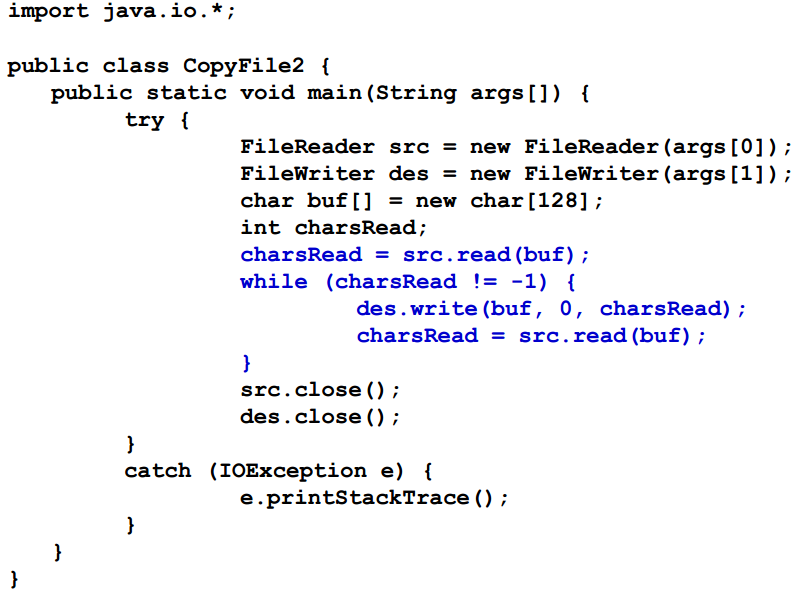 import java.io.*;
public class CopyFile2 {
public static void main(String args[]) {
try {
FileReader src = new FileReader(args[0]);
FileWriter des = new FileWriter(args[1]);
char buf[] = new char[128];
int charsRead;
charsRead = src.read(buf);
while (charsRead != -1) {
des.write(buf, 0, charsRead);
charsRead = src.read(buf);
}
src.close();
des.close();
}
catch (IOException e) {
e.printStackTrace();
}
}
}